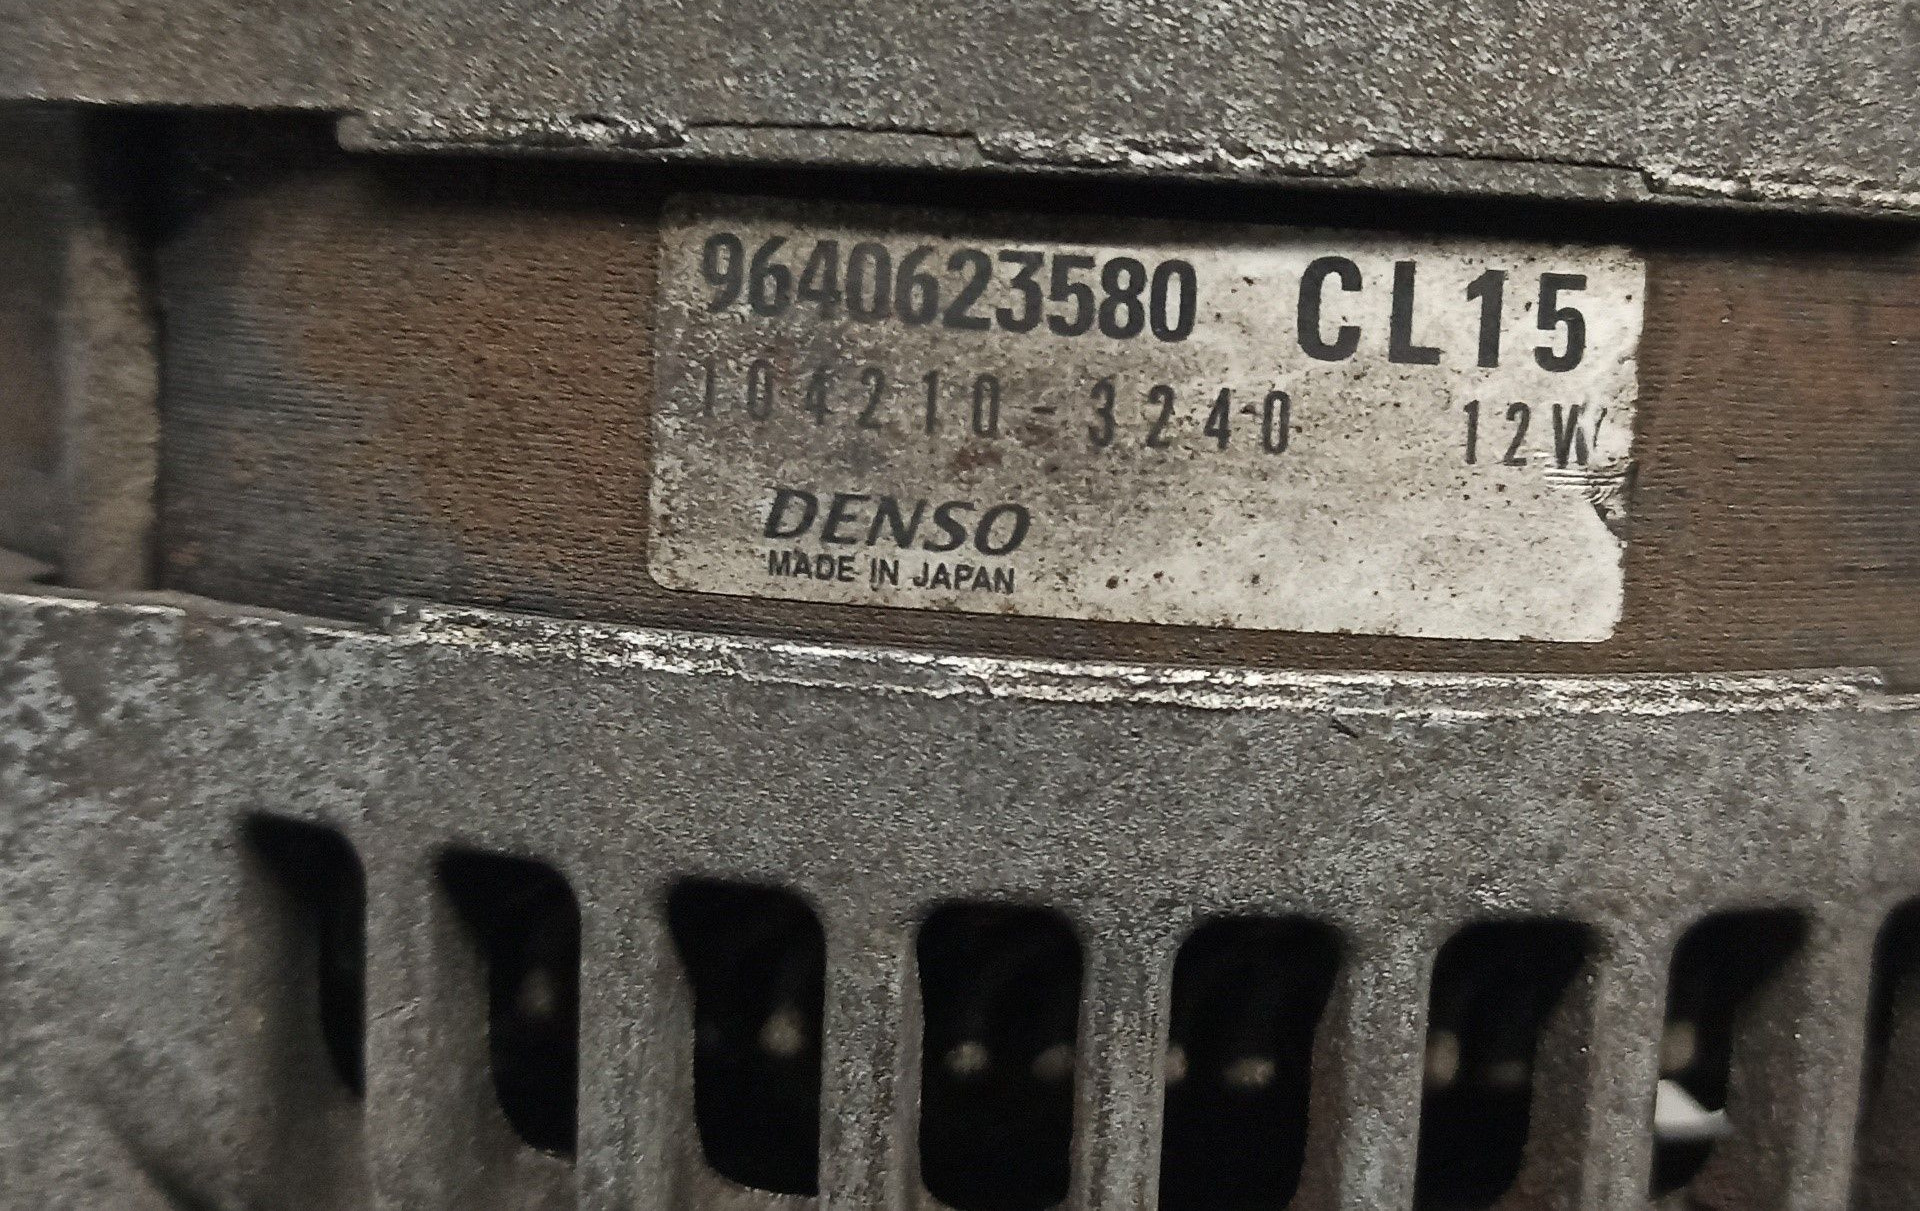 9640623580 CL15
104210-3240 12V
DENSO
MADE IN JAPAN